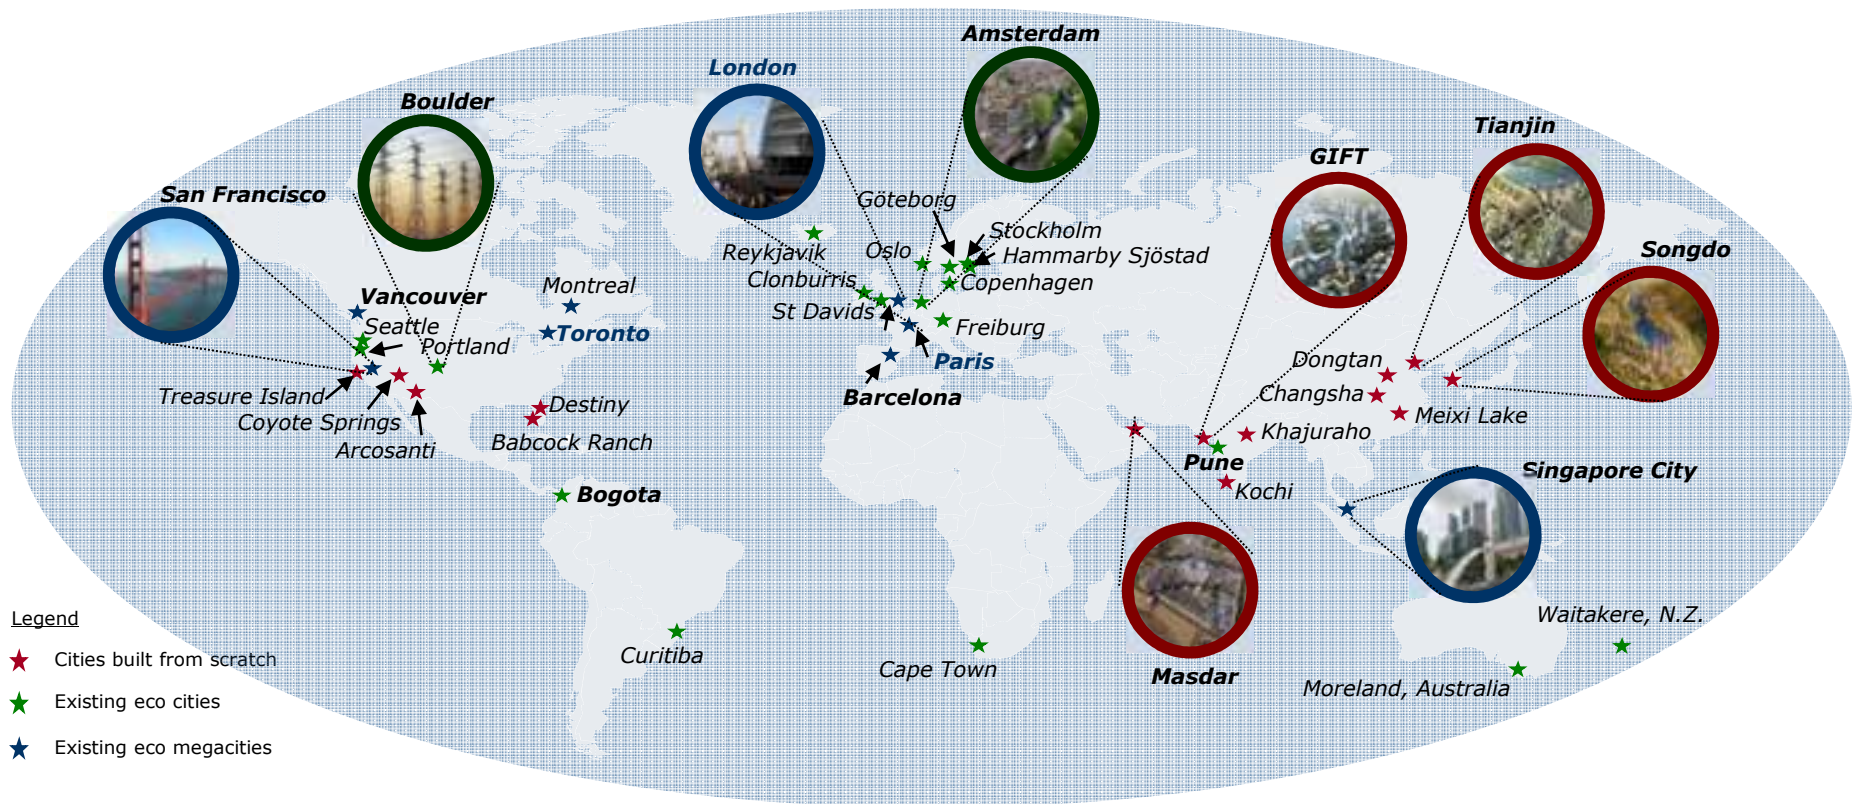 Amsterdam
London
Boulder
Tianjin
GIFT
San Francisco
Göteborg
Stockholm
Reykjavik
Oslo
Hammarby Sjöstad
Songdo
Clonburris
Copenhagen
Montreal
Vancouver
St Davids
Seattle
Toronto
Freiburg
Portland
Paris
Dongtan
Treasure Island
Barcelona
Changsha
Destiny
Coyote Springs
Meixi Lake
Khajuraho
Babcock Ranch
Arcosanti
Pune
Singapore City
Bogota
Kochi
Legend
Waitakere, N.Z.
Cities built from scratch
Curitiba
Cape Town
Masdar
Moreland, Australia
Existing eco cities
Existing eco megacities